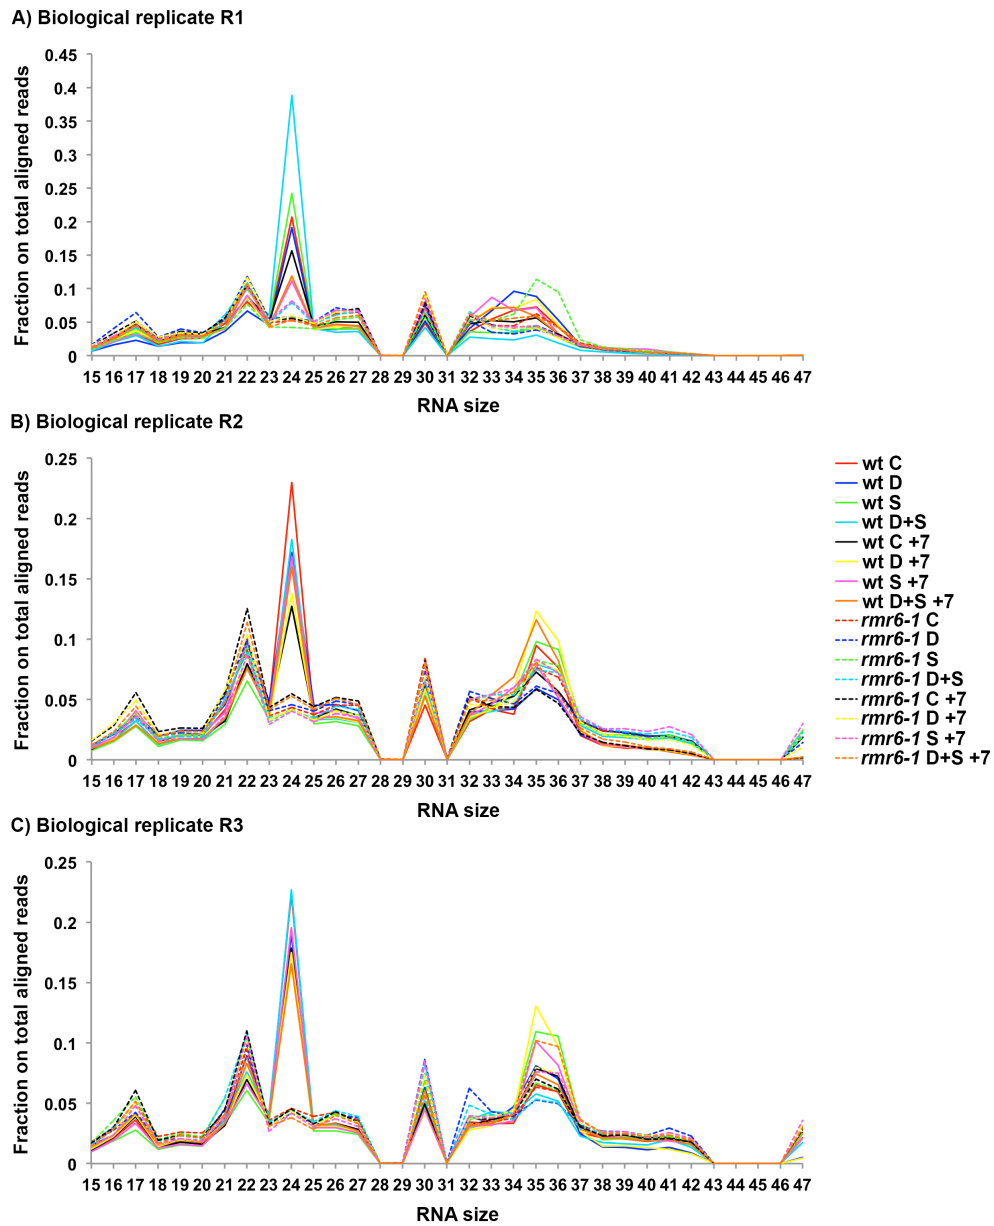 A) Biological replicate R1
Fraction on total aligned reads
0.45
0.4
0.35
0.3
0.25
0.2
0.15
0.1
0.05
0
15 16 17 18 19 20 21 22 23 24 25 26 27 28 29 30 31 32 33 34 35 36 37 38 39 40 41 42 43 44 45 46 47
RNA size
B) Biological replicate R2
Fraction on total aligned reads
0.25
0.2
0.15
0.1
0.05
0
15 16 17 18 19 20 21 22 23 24 25 26 27 28 29 30 31 32 33 34 35 36 37 38 39 40 41 42 43 44 45 46 47
RNA size
wt C
wt D
wt S
wt D+S
wt C +7
wt D +7
wt S +7
wt D+S +7
rmr6-1 C
rmr6-1 D
rmr6-1 S
rmr6-1 D+S
rmr6-1 C +7
rmr6-1 D +7
rmr6-1 S +7
rmr6-1 D+S +7
C) Biological replicate R3
Fraction on total aligned reads
0.25
0.2
0.15
0.1
0.05
0
15 16 17 18 19 20 21 22 23 24 25 26 27 28 29 30 31 32 33 34 35 36 37 38 39 40 41 42 43 44 45 46 47
RNA size